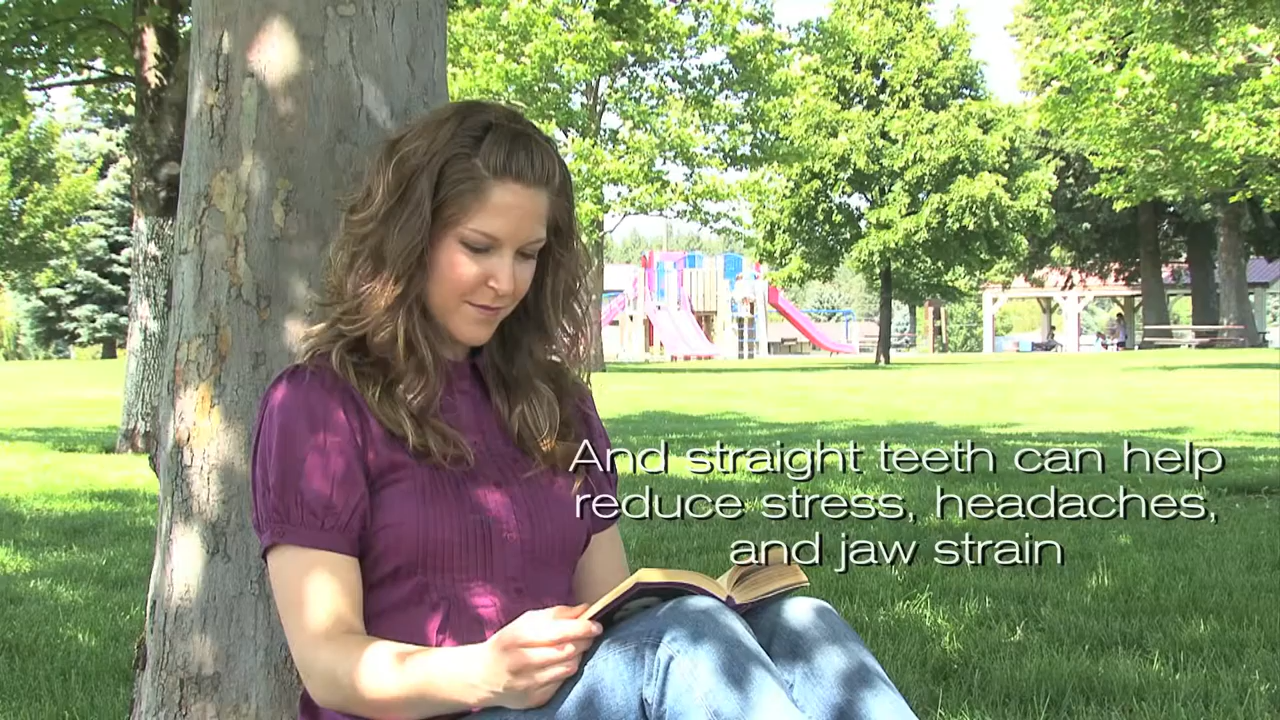 And straight teeth can help
reduce stress, headaches,
and jaw strain